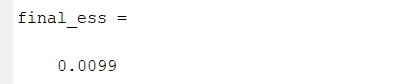 final_ess =
0.0099